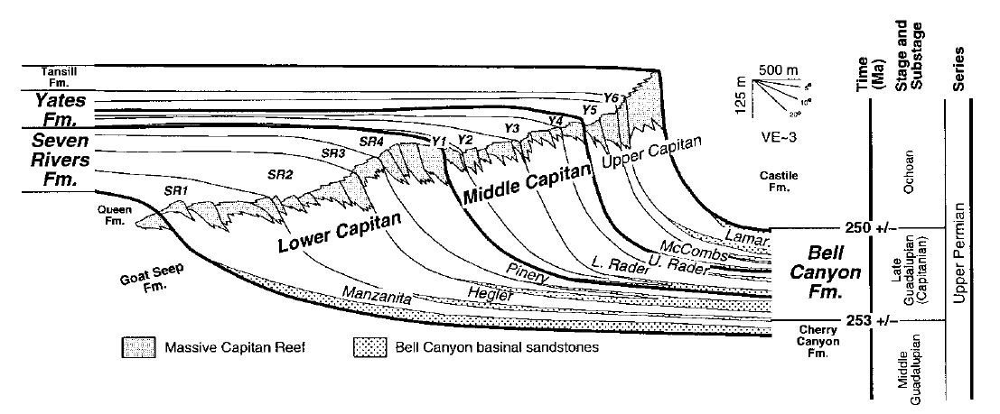 Tansill
Fm.
Yates
Fm.
Seven
Rivers
Fm.
Queen
Fm.
Goat Seep
Fm.
SR1
SR2
SR3
SR4
Y1
Y2
Y3
Y4
Y5
Y6
Lower Capitan
Middle Capitan
Upper Capitan
Manzanita
Hegler
Pinery
L. Rader
U. Rader
McCombs
Lamar
500 m
125 m
5°
10°
20°
VE~3
Castile
Fm.
Bell
Canyon
Fm.
Cherry
Canyon
Fm.
Time
(Ma)
250 +/-
253 +/-
Stage and
Substage
Ochoan
Late
Guadalupian
(Capitanian)
Middle
Guadalupian
Series
Upper Permian
Massive Capitan Reef
Bell Canyon basinal sandstones